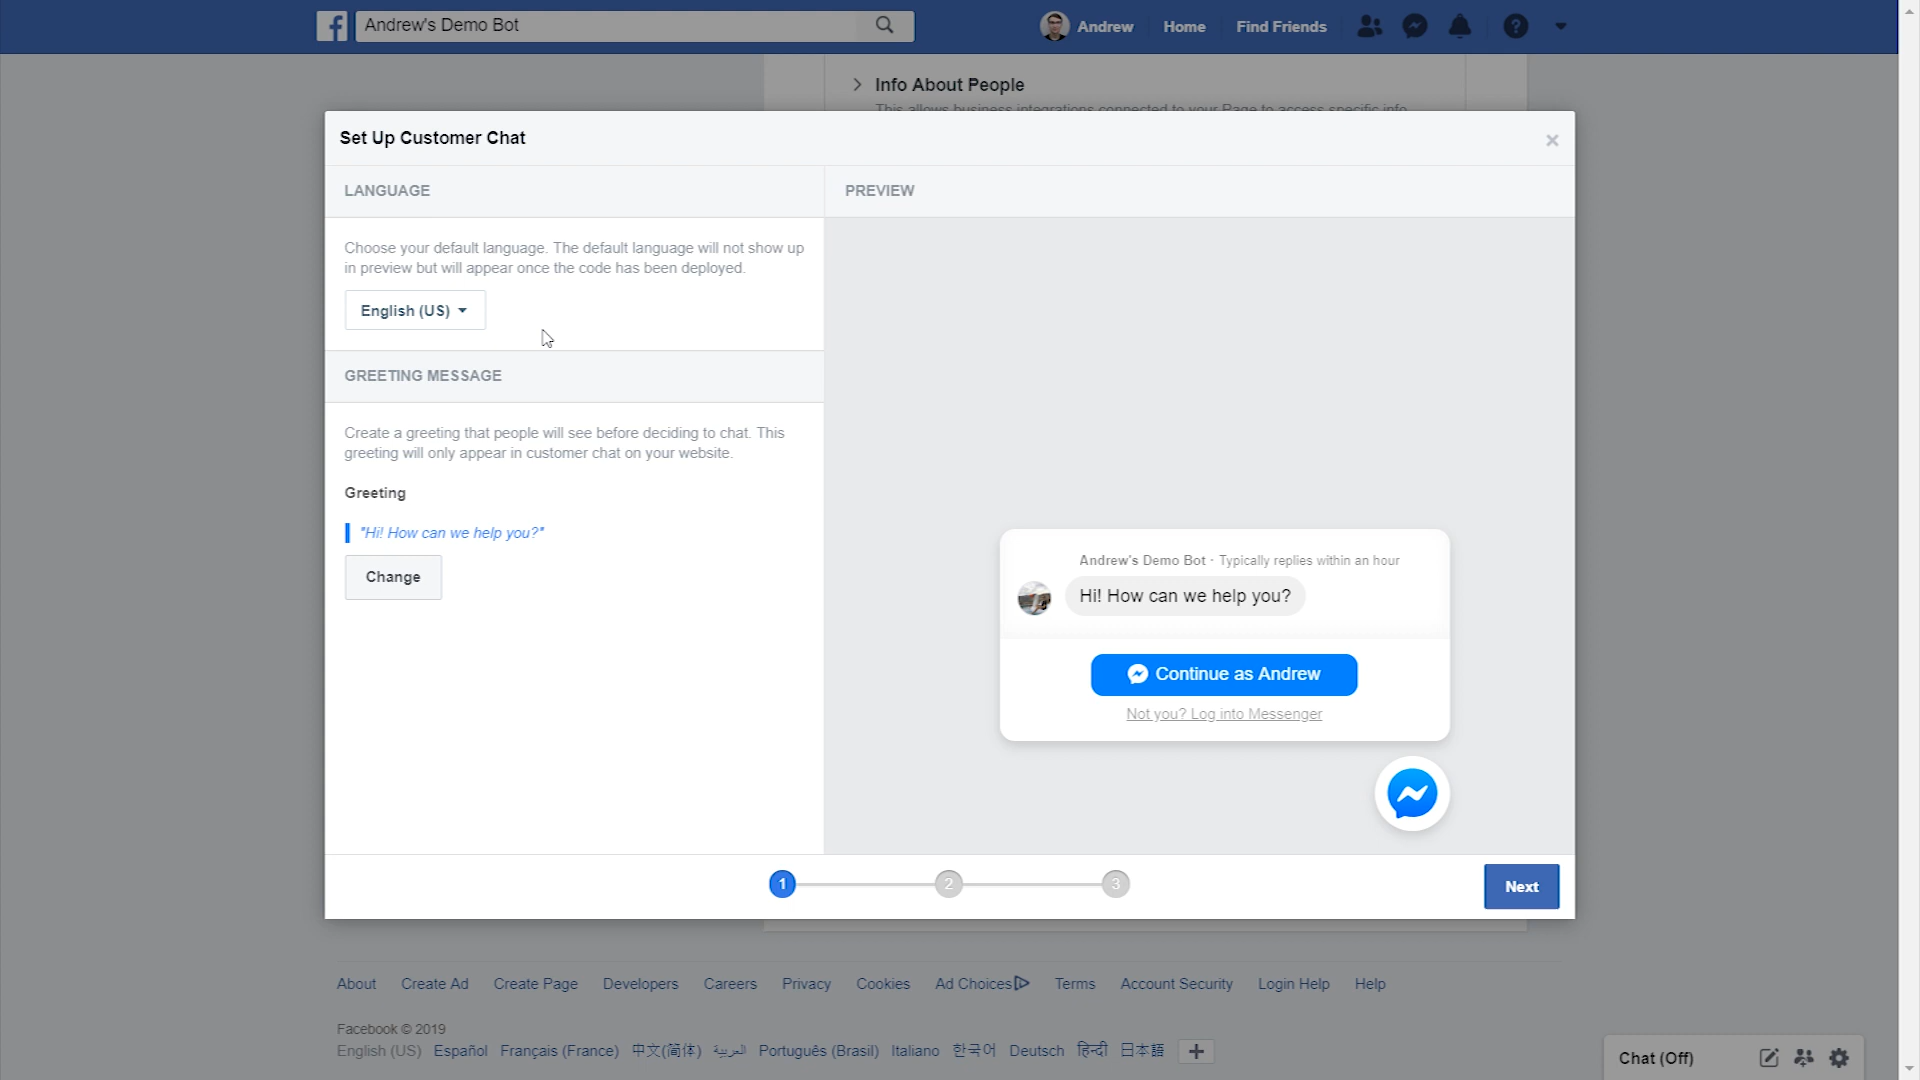 Andrew's Demo Bot
Andrew
Home
Find Friends
Info About People
This allows business integrations connected to your Page to access specific info
Set Up Customer Chat
LANGUAGE
PREVIEW
Choose your default language. The default language will not show up
in preview but will appear once the code has been deployed.
English (US)
GREETING MESSAGE
Create a greeting that people will see before deciding to chat. This
greeting will only appear in customer chat on your website.
Greeting
"Hi! How can we help you?"
Change
Andrew's Demo Bot · Typically replies within an hour
Hi! How can we help you?
Continue as Andrew
Not you? Log into Messenger
1
2
3
Next
About Create Ad Create Page Developers Careers Privacy Cookies Ad Choices Terms Account Security Login Help Help
Facebook © 2019
English (US) Español Français (France) 中文(简体) العربية Português (Brasil) Italiano 한국어 Deutsch हिन्दी 日本語
Chat (Off)